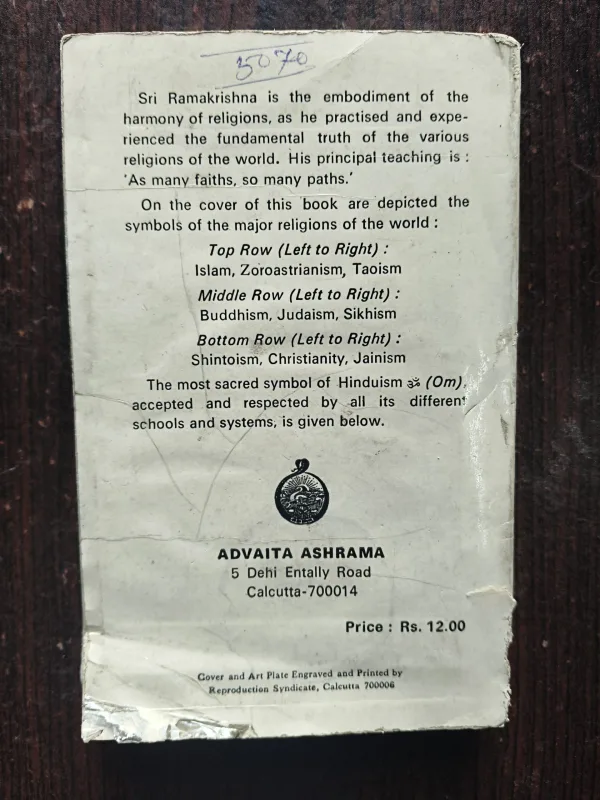 5070
Sri Ramakrishna is the embodiment of the
harmony of religions, as he practised and expe-
rienced the fundamental truth of the various
religions of the world. His principal teaching is :
'As many faiths, so many paths.'
On the cover of this book are depicted the
symbols of the major religions of the world :
Top Row (Left to Right) :
Islam, Zoroastrianism, Taoism
Middle Row (Left to Right) :
Buddhism, Judaism, Sikhism
Bottom Row (Left to Right) :
Shintoism, Christianity, Jainism
The most sacred symbol of Hinduism ॐ (Om),
accepted and respected by all its different
schools and systems, is given below.
ADVAITA ASHRAMA
5 Dehi Entally Road
Calcutta-700014
Price : Rs. 12.00
Cover and Art Plate Engraved and Printed by
Reproduction Syndicate, Calcutta 700006